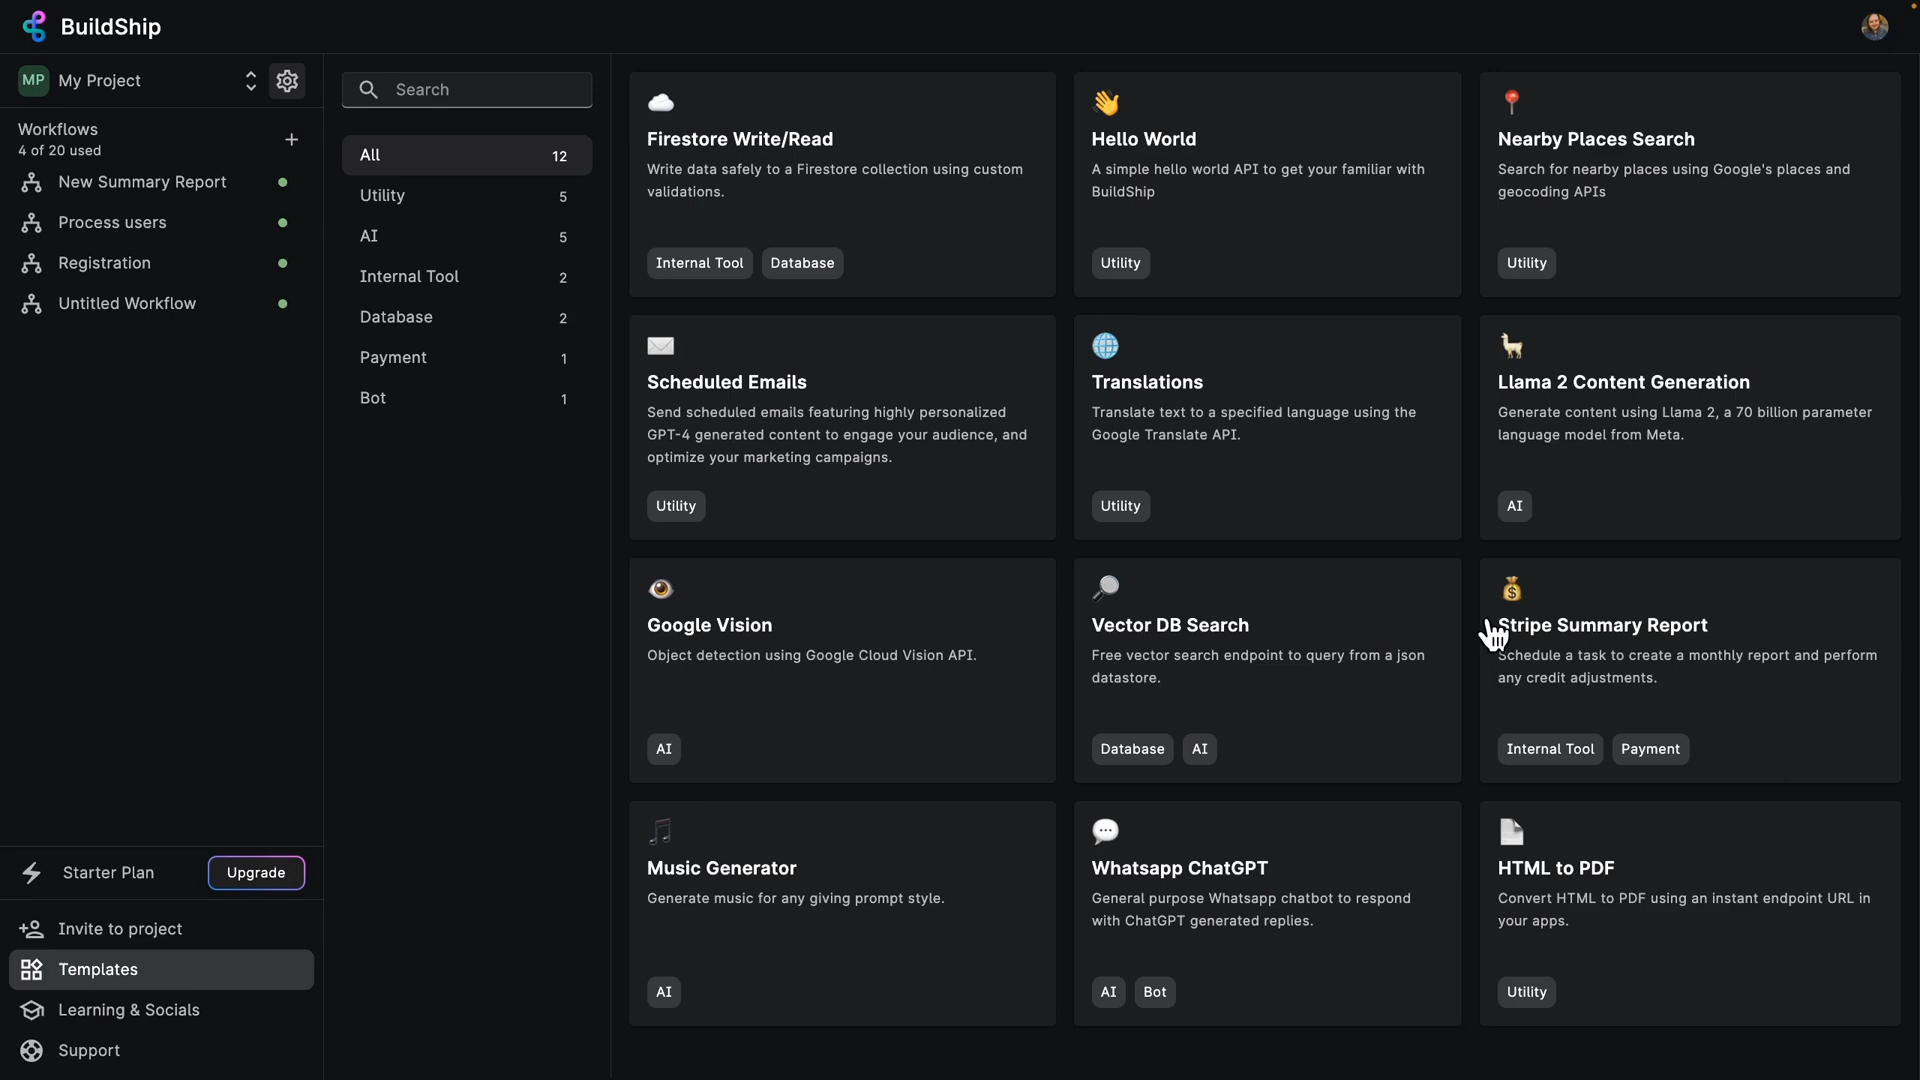 BuildShip
MP My Project
Workflows
4 of 20 used
New Summary Report
Process users
Registration
Untitled Workflow
Starter Plan
Upgrade
Invite to project
Templates
Learning & Socials
Support
Search
All 12
Utility 5
AI 5
Internal Tool 2
Database 2
Payment 1
Bot 1
Firestore Write/Read
Write data safely to a Firestore collection using custom
validations.
Internal Tool Database
Hello World
A simple hello world API to get your familiar with
BuildShip
Utility
Nearby Places Search
Search for nearby places using Google's places and
geocoding APIs
Utility
Scheduled Emails
Send scheduled emails featuring highly personalized
GPT-4 generated content to engage your audience, and
optimize your marketing campaigns.
Utility
Translations
Translate text to a specified language using the
Google Translate API.
Utility
Llama 2 Content Generation
Generate content using Llama 2, a 70 billion parameter
language model from Meta.
AI
Google Vision
Object detection using Google Cloud Vision API.
AI
Vector DB Search
Free vector search endpoint to query from a json
datastore.
Database AI
Stripe Summary Report
Schedule a task to create a monthly report and perform
any credit adjustments.
Internal Tool Payment
Music Generator
Generate music for any giving prompt style.
AI
Whatsapp ChatGPT
General purpose Whatsapp chatbot to respond
with ChatGPT generated replies.
AI Bot
HTML to PDF
Convert HTML to PDF using an instant endpoint URL in
your apps.
Utility